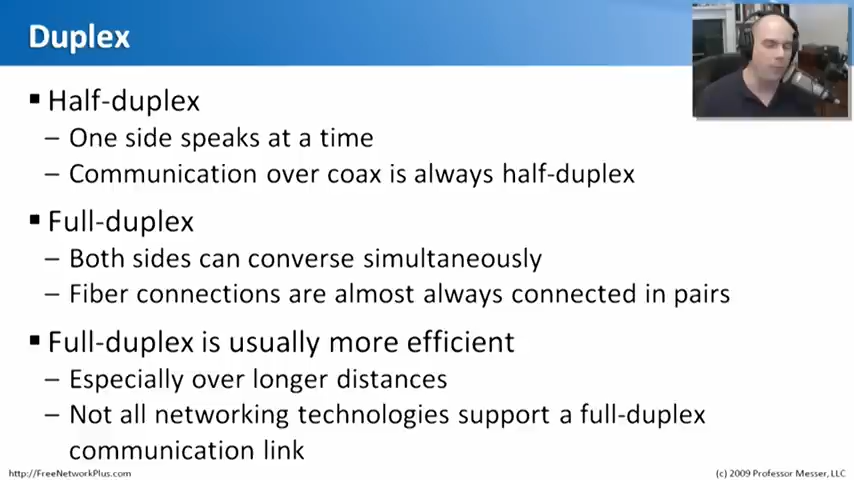 Duplex
▪ Half-duplex
– One side speaks at a time
– Communication over coax is always half-duplex
▪ Full-duplex
– Both sides can converse simultaneously
– Fiber connections are almost always connected in pairs
▪ Full-duplex is usually more efficient
– Especially over longer distances
– Not all networking technologies support a full-duplex
communication link
http://FreeNetworkPlus.com
(c) 2009 Professor Messer, LLC